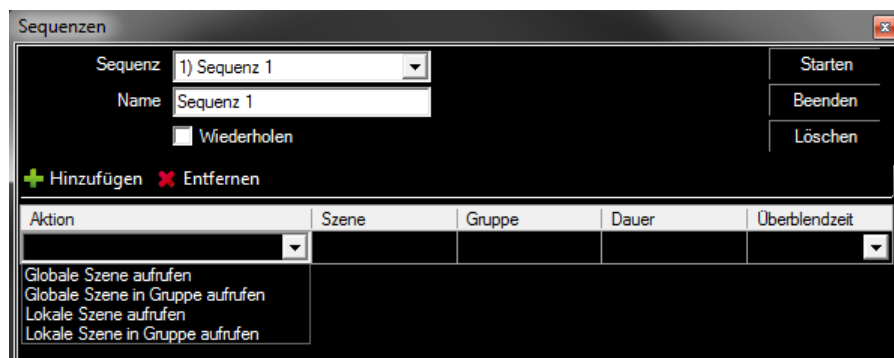 Sequenzen
Sequenz 1) Sequenz 1 Starten
Name Sequenz 1 Beenden
Wiederholen Löschen
Hinzufügen Entfernen
Aktion Szene Gruppe Dauer Überblendzeit
Globale Szene aufrufen
Globale Szene in Gruppe aufrufen
Lokale Szene aufrufen
Lokale Szene in Gruppe aufrufen